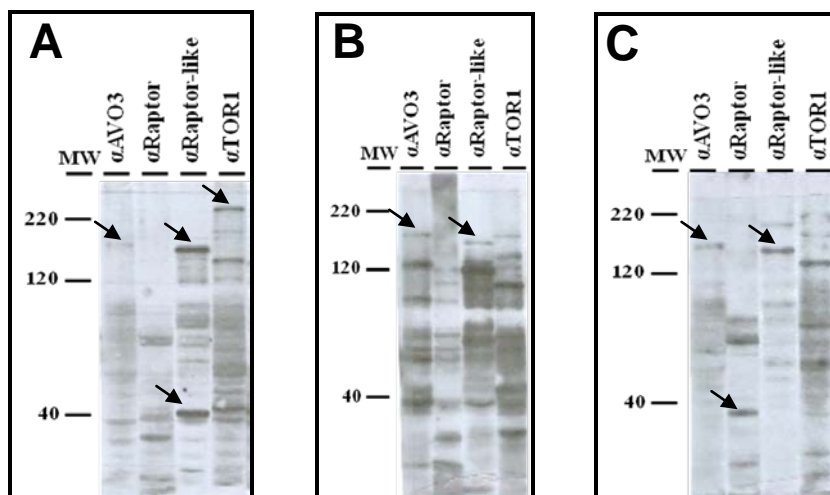 A
MW
αAVO3
αRaptor
αRaptor-like
αTOR1
220
120
40
B
MW
αAVO3
αRaptor
αRaptor-like
αTOR1
220
120
40
C
MW
αAVO3
αRaptor
αRaptor-like
αTOR1
220
120
40